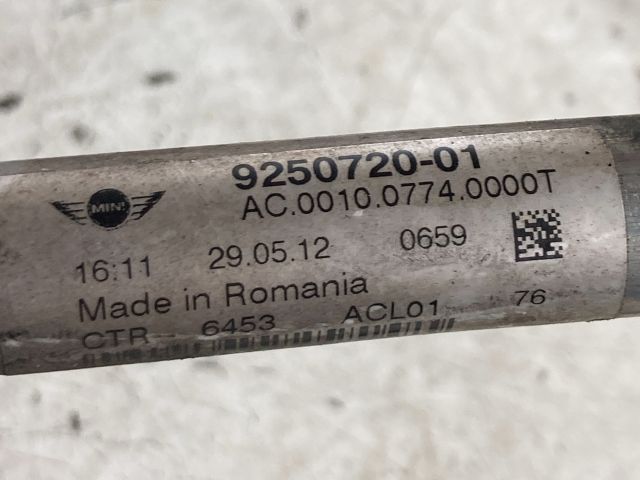 9250720-01
MINI AC.0010.0774.0000T
16:11 29.05.12 0659
Made in Romania
CTR 6453 ACL01 76